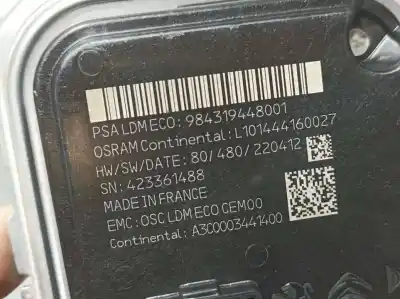 PSA LDM ECO: 984319448001
OSRAM Continental: L101444160027
HW/SW/DATE: 80/480/220412
SN: 423361488
MADE IN FRANCE
EMC: OSC LDM ECO GEM00
Continental: A3C0003441400